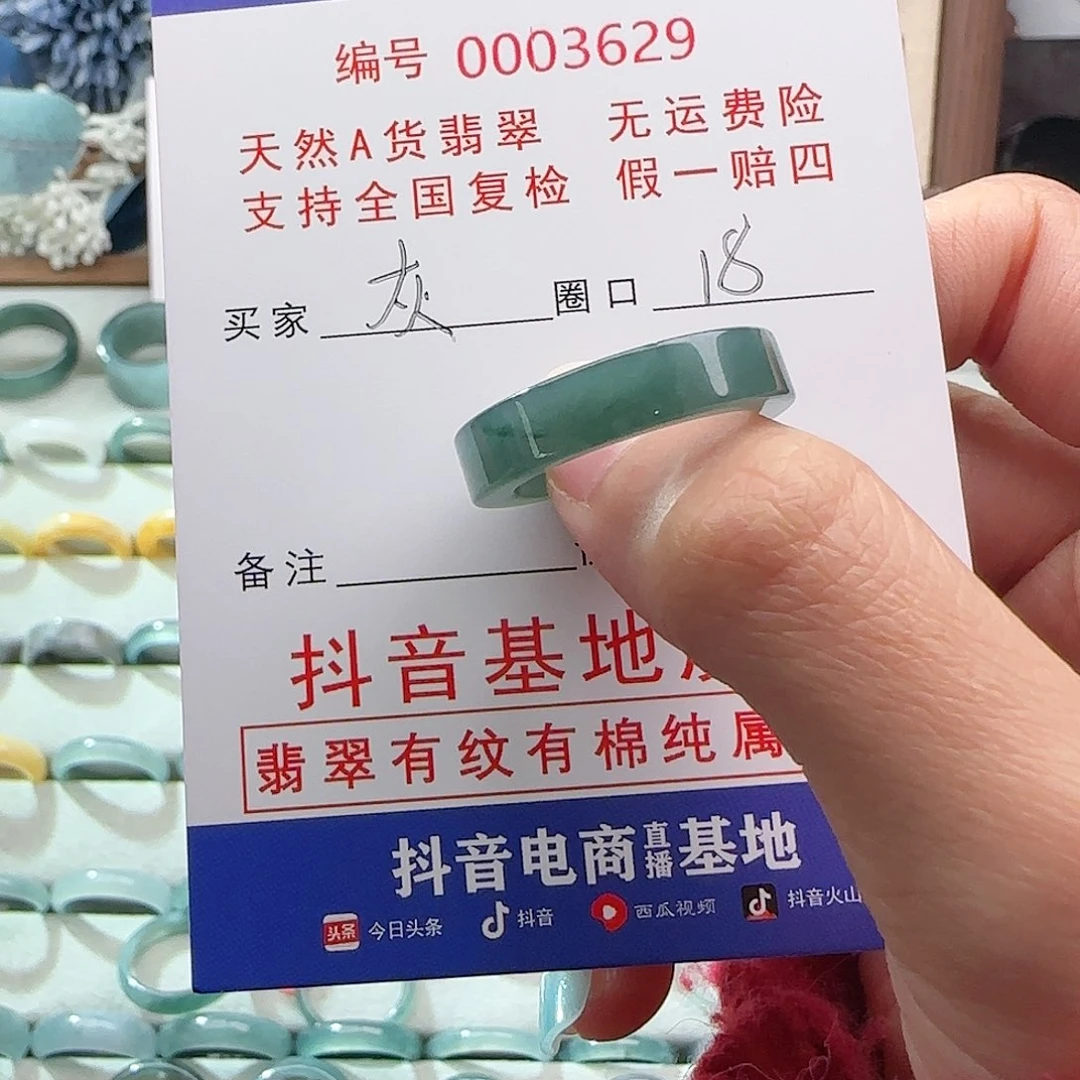 编号 0003629
天然A货翡翠 无运费险
支持全国复检 假一赔四
买家 灰 圈口 18
备注
抖音基地
翡翠有纹有棉纯属
抖音电商直播基地
头条 今日头条 抖音 西瓜视频 抖音火山